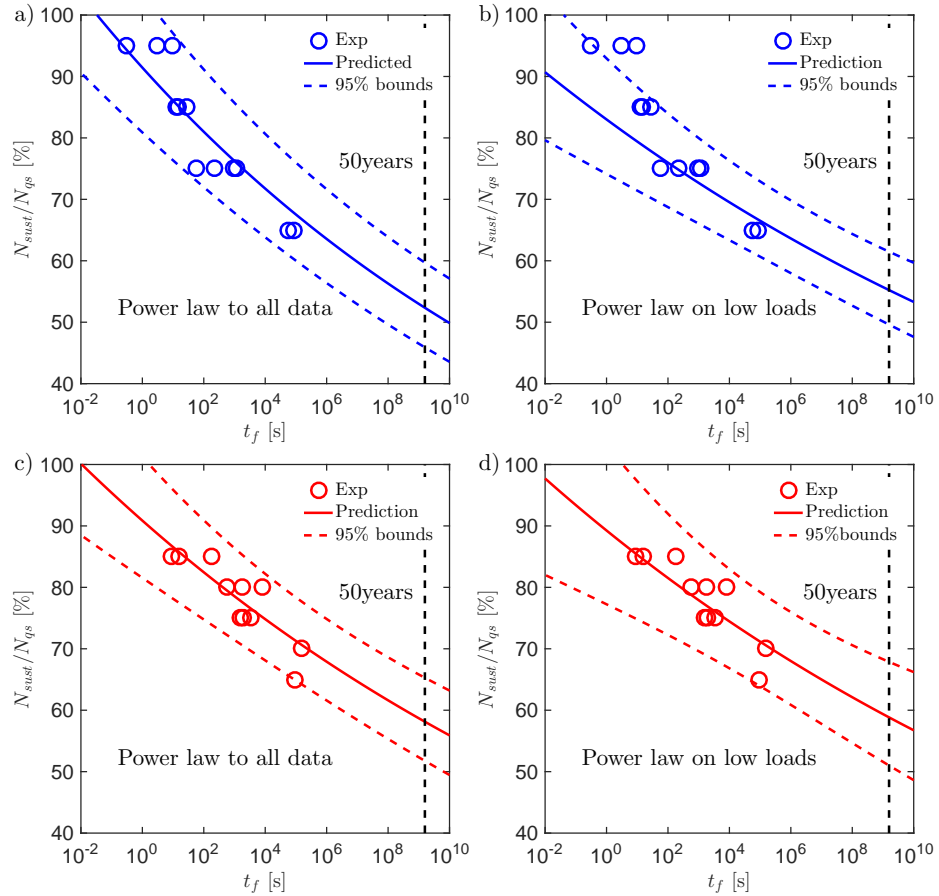 a)
100
90
80
70
60
50
40
N_sust/N_qs [%]
Exp
Predicted
95% bounds
50years
Power law to all data
10^-2 10^0 10^2 10^4 10^6 10^8 10^10
t_f [s]
b)
100
90
80
70
60
50
40
N_sust/N_qs [%]
Exp
Prediction
95% bounds
50years
Power law on low loads
10^-2 10^0 10^2 10^4 10^6 10^8 10^10
t_f [s]
c)
100
90
80
70
60
50
40
N_sust/N_qs [%]
Exp
Prediction
95% bounds
50years
Power law to all data
10^-2 10^0 10^2 10^4 10^6 10^8 10^10
t_f [s]
d)
100
90
80
70
60
50
40
N_sust/N_qs [%]
Exp
Prediction
95%bounds
50years
Power law on low loads
10^-2 10^0 10^2 10^4 10^6 10^8 10^10
t_f [s]